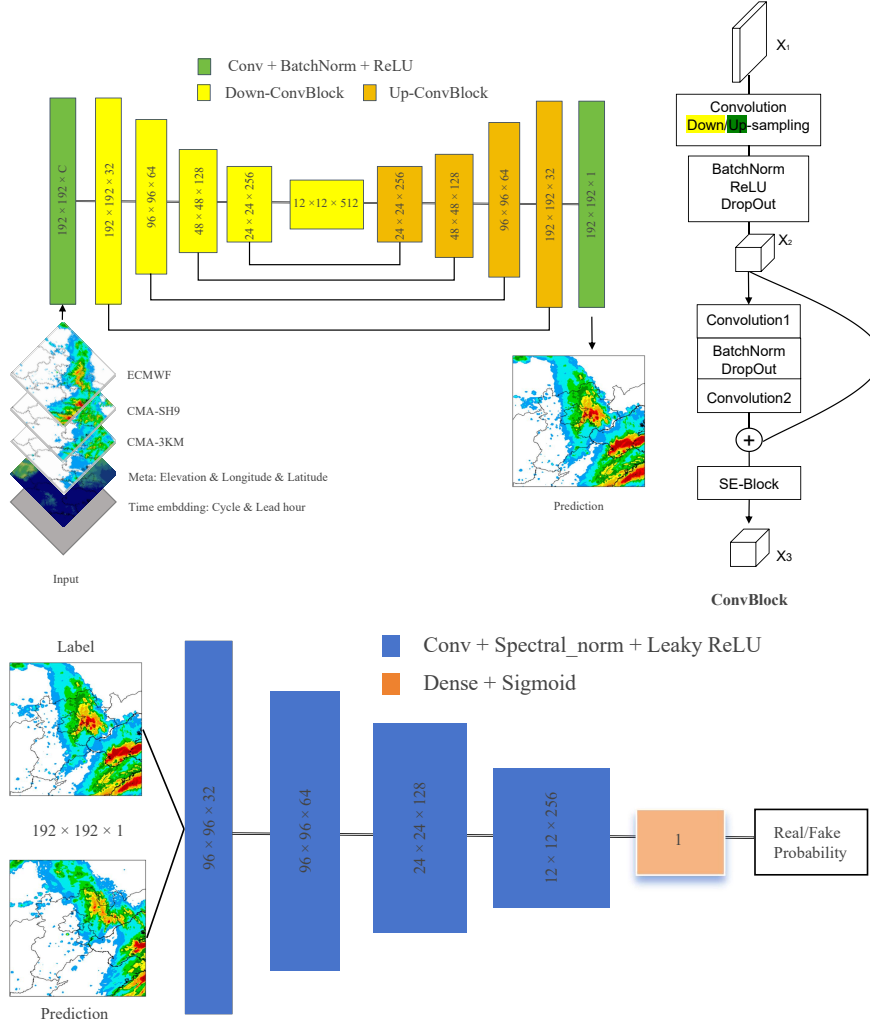 Conv + BatchNorm + ReLU
Down-ConvBlock
Up-ConvBlock
192 × 192 × C
192 × 192 × 32
96 × 96 × 64
48 × 48 × 128
24 × 24 × 256
12 ×12 × 512
24 × 24 × 256
48 × 48 × 128
96 × 96 × 64
192 × 192 × 32
192 × 192 × 1
ECMWF
CMA-SH9
CMA-3KM
Meta: Elevation & Longitude & Latitude
Time embdding: Cycle & Lead hour
Input
Prediction
X1
Convolution
Down/Up-sampling
BatchNorm
ReLU
DropOut
X2
Convolution1
BatchNorm
DropOut
Convolution2
+
SE-Block
X3
ConvBlock
Label
192 × 192 × 1
Prediction
Conv + Spectral_norm + Leaky ReLU
Dense + Sigmoid
96 × 96 × 32
96 × 96 × 64
24 × 24 × 128
12 × 12 × 256
1
Real/Fake
Probability